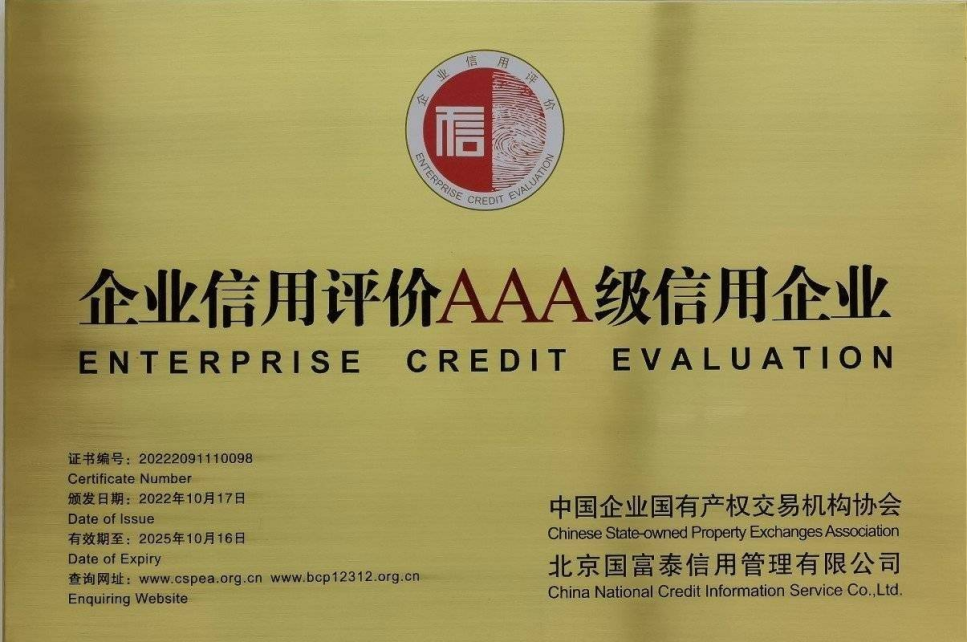 企业信用评价
信
ENTERPRISE CREDIT EVALUATION
企业信用评价AAA级信用企业
ENTERPRISE CREDIT EVALUATION
证书编号：20222091110098
Certificate Number
颁发日期：2022年10月17日
Date of Issue
有效期至：2025年10月16日
Date of Expiry
查询网址：www.cspea.org.cn www.bcp12312.org.cn
Enquiring Website
中国企业国有产权交易机构协会
Chinese State-owned Property Exchanges Association
北京国富泰信用管理有限公司
China National Credit Information Service Co.,Ltd.